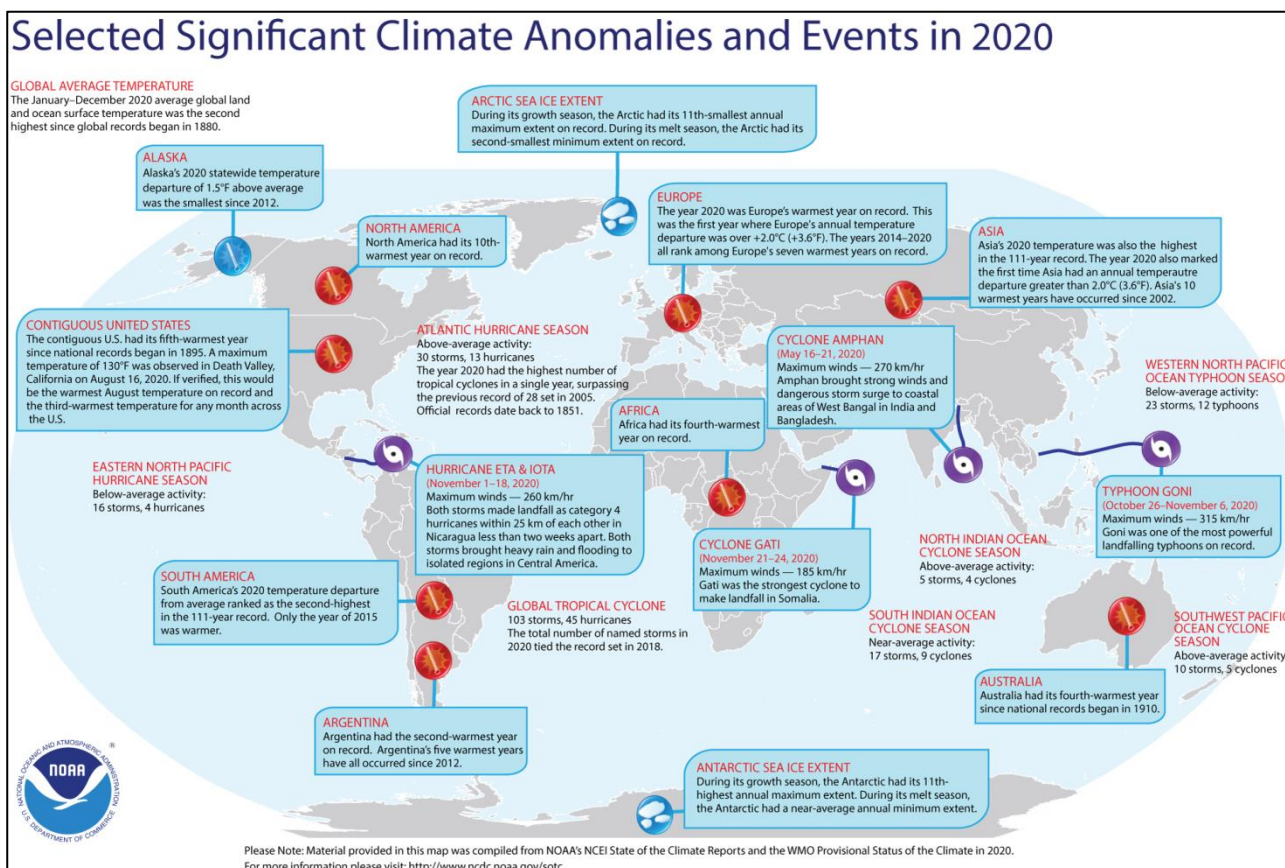 Selected Significant Climate Anomalies and Events in 2020
GLOBAL AVERAGE TEMPERATURE
The January–December 2020 average global land
and ocean surface temperature was the second
highest since global records began in 1880.
ARCTIC SEA ICE EXTENT
During its growth season, the Arctic had its 11th-smallest annual
maximum extent on record. During its melt season, the Arctic had its
second-smallest minimum extent on record.
ALASKA
Alaska's 2020 statewide temperature
departure of 1.5°F above average
was the smallest since 2012.
NORTH AMERICA
North America had its 10th-
warmest year on record.
EUROPE
The year 2020 was Europe's warmest year on record. This
was the first year where Europe's annual temperature
departure was over +2.0°C (+3.6°F). The years 2014–2020
all rank among Europe's seven warmest years on record.
ASIA
Asia's 2020 temperature was also the highest
in the 111-year record. The year 2020 also marked
the first time Asia had an annual temperautre
departure greater than 2.0°C (3.6°F). Asia's 10
warmest years have occurred since 2002.
CONTIGUOUS UNITED STATES
The contiguous U.S. had its fifth-warmest year
since national records began in 1895. A maximum
temperature of 130°F was observed in Death Valley,
California on August 16, 2020. If verified, this would
be the warmest August temperature on record and
the third-warmest temperature for any month across
the U.S.
ATLANTIC HURRICANE SEASON
Above-average activity:
30 storms, 13 hurricanes
The year 2020 had the highest number of
tropical cyclones in a single year, surpassing
the previous record of 28 set in 2005.
Official records date back to 1851.
CYCLONE AMPHAN
(May 16–21, 2020)
Maximum winds — 270 km/hr
Amphan brought strong winds and
dangerous storm surge to coastal
areas of West Bangal in India and
Bangladesh.
WESTERN NORTH PACIFIC
OCEAN TYPHOON SEASON
Below-average activity:
23 storms, 12 typhoons
AFRICA
Africa had its fourth-warmest
year on record.
EASTERN NORTH PACIFIC
HURRICANE SEASON
Below-average activity:
16 storms, 4 hurricanes
HURRICANE ETA & IOTA
(November 1–18, 2020)
Maximum winds — 260 km/hr
Both storms made landfall as category 4
hurricanes within 25 km of each other in
Nicaragua less than two weeks apart. Both
storms brought heavy rain and flooding to
isolated regions in Central America.
CYCLONE GATI
(November 21–24, 2020)
Maximum winds — 185 km/hr
Gati was the strongest cyclone to
make landfall in Somalia.
NORTH INDIAN OCEAN
CYCLONE SEASON
Above-average activity:
5 storms, 4 cyclones
TYPHOON GONI
(October 26–November 6, 2020)
Maximum winds — 315 km/hr
Goni was one of the most powerful
landfalling typhoons on record.
SOUTH AMERICA
South America's 2020 temperature departure
from average ranked as the second-highest
in the 111-year record. Only the year of 2015
was warmer.
GLOBAL TROPICAL CYCLONE
103 storms, 45 hurricanes
The total number of named storms in
2020 tied the record set in 2018.
SOUTH INDIAN OCEAN
CYCLONE SEASON
Near-average activity:
17 storms, 9 cyclones
SOUTHWEST PACIFIC
OCEAN CYCLONE
SEASON
Above-average activity:
10 storms, 5 cyclones
AUSTRALIA
Australia had its fourth-warmest year
since national records began in 1910.
ARGENTINA
Argentina had the second-warmest year
on record. Argentina's five warmest years
have all occurred since 2012.
ANTARCTIC SEA ICE EXTENT
During its growth season, the Antarctic had its 11th-
highest annual maximum extent. During its melt season,
the Antarctic had a near-average annual minimum extent.
NATIONAL OCEANIC AND ATMOSPHERIC ADMINISTRATION
®
NOAA
U.S. DEPARTMENT OF COMMERCE
Please Note: Material provided in this map was compiled from NOAA's NCEI State of the Climate Reports and the WMO Provisional Status of the Climate in 2020.
For more information please visit: http://www.ncdc.noaa.gov/sotc